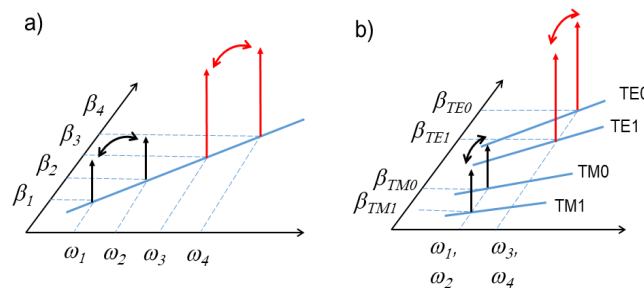 a)
β4
β3
β2
β1
ω1 ω2 ω3 ω4
b)
βTE0
βTE1
βTM0
βTM1
TE0
TE1
TM0
TM1
ω1, ω3,
ω2 ω4